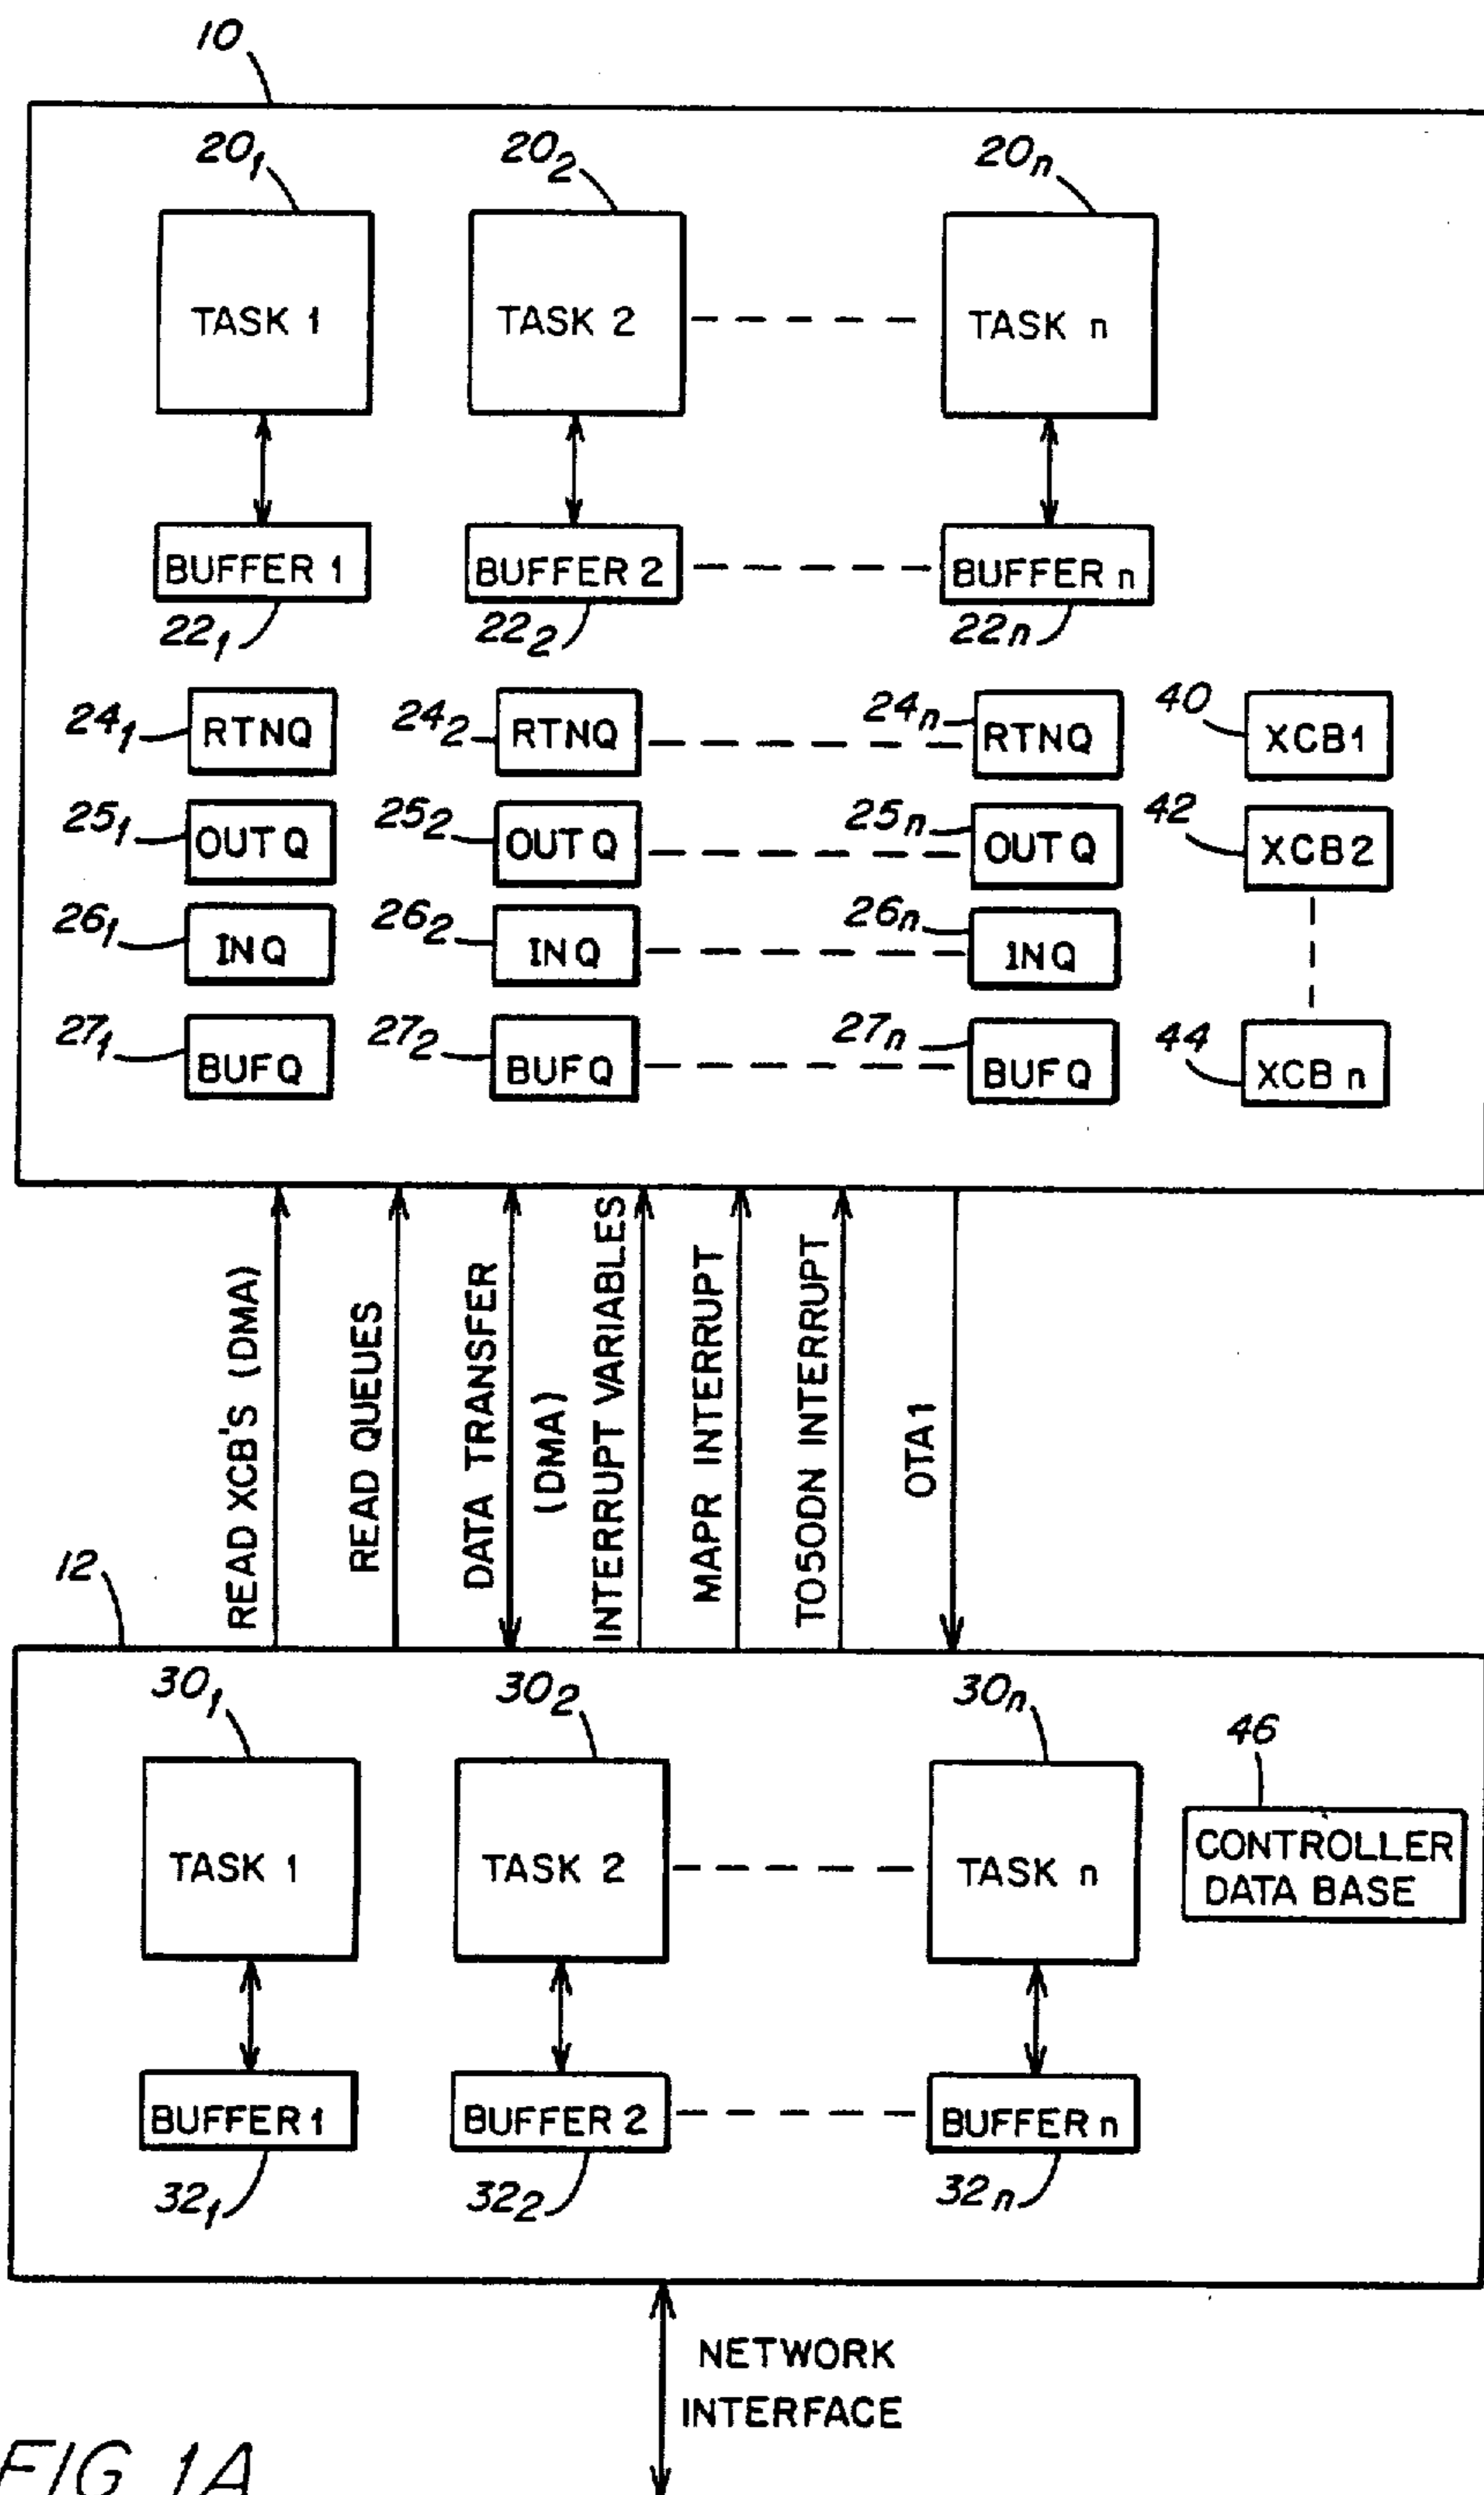 10
20₁ 20₂ 20n
TASK 1 TASK 2 TASK n
BUFFER 1 BUFFER 2 BUFFER n
22₁ 22₂ 22n
24₁ RTNQ 24₂ RTNQ 24n RTNQ 40 XCB1
25₁ OUTQ 25₂ OUTQ 25n OUTQ 42 XCB2
26₁ INQ 26₂ INQ 26n INQ
27₁ BUFQ 27₂ BUFQ 27n BUFQ 44 XCB n
READ XCB'S (DMA)
READ QUEUES
DATA TRANSFER
(DMA)
INTERRUPT VARIABLES
MAPR INTERRUPT
TO50DN INTERRUPT
OTA1
12
30₁ 30₂ 30n 46
TASK 1 TASK 2 TASK n
CONTROLLER
DATA BASE
BUFFER 1 BUFFER 2 BUFFER n
32₁ 32₂ 32n
NETWORK
INTERFACE
FIG 1A